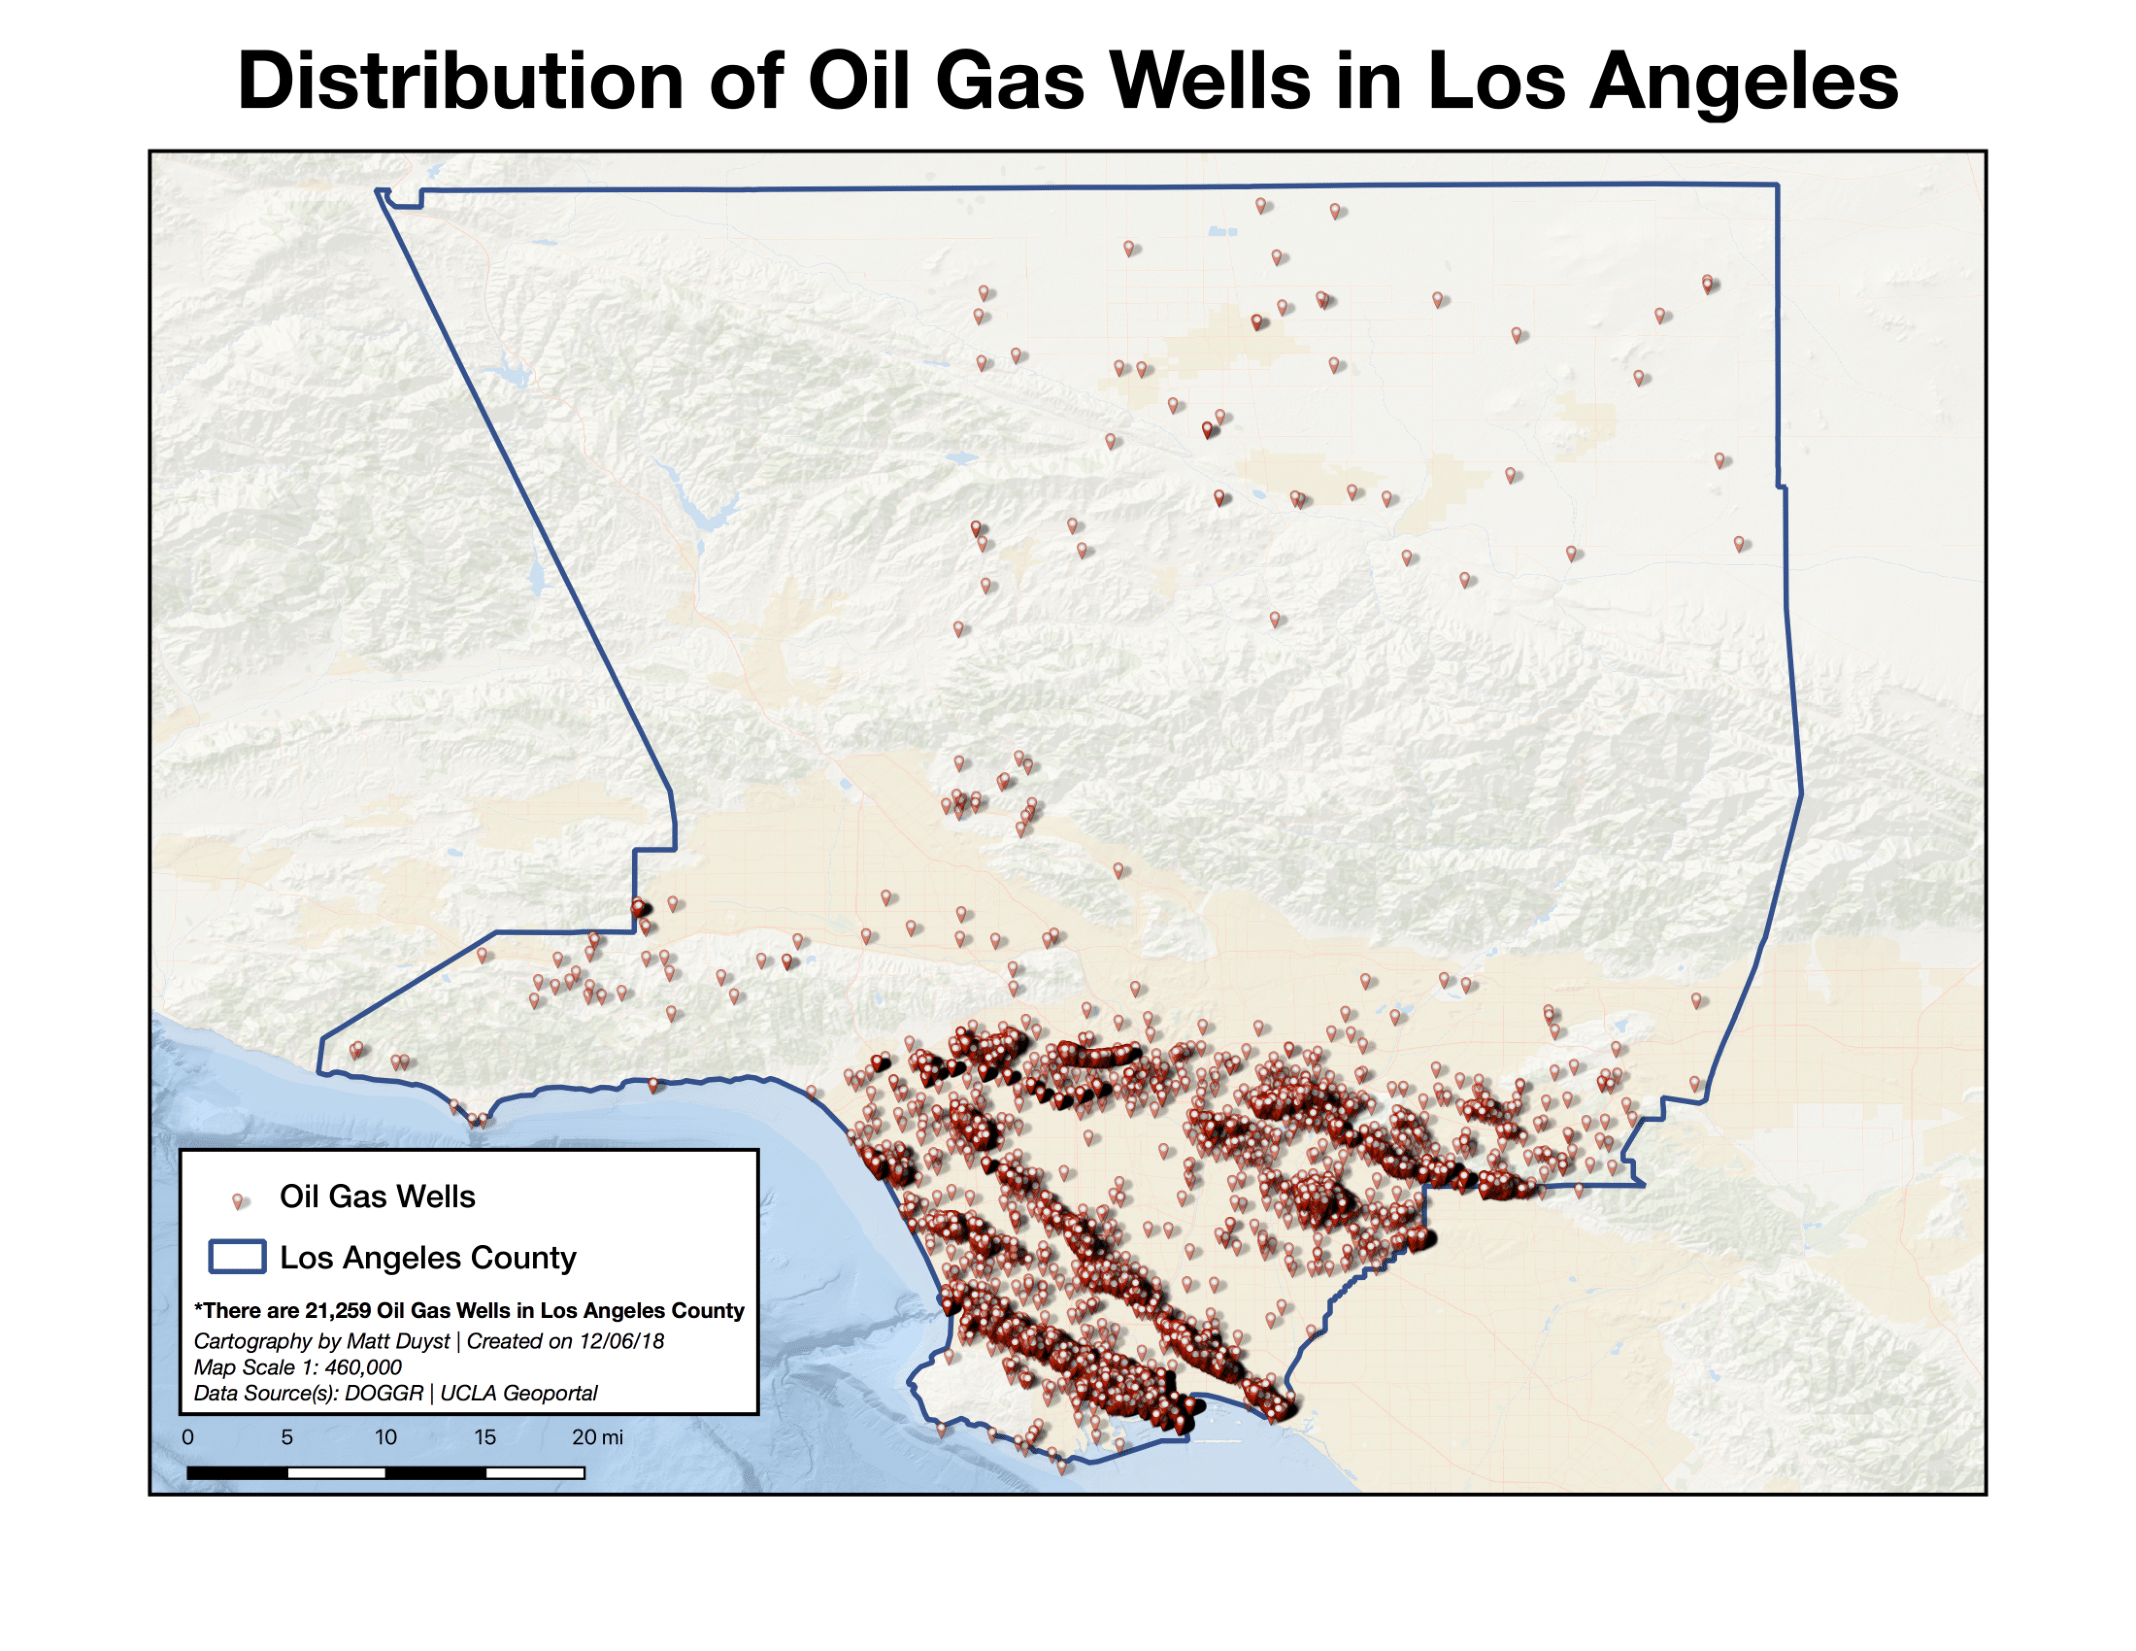 Distribution of Oil Gas Wells in Los Angeles
Oil Gas Wells
Los Angeles County
*There are 21,259 Oil Gas Wells in Los Angeles County
Cartography by Matt Duyst | Created on 12/06/18
Map Scale 1: 460,000
Data Source(s): DOGGR | UCLA Geoportal
0 5 10 15 20 mi